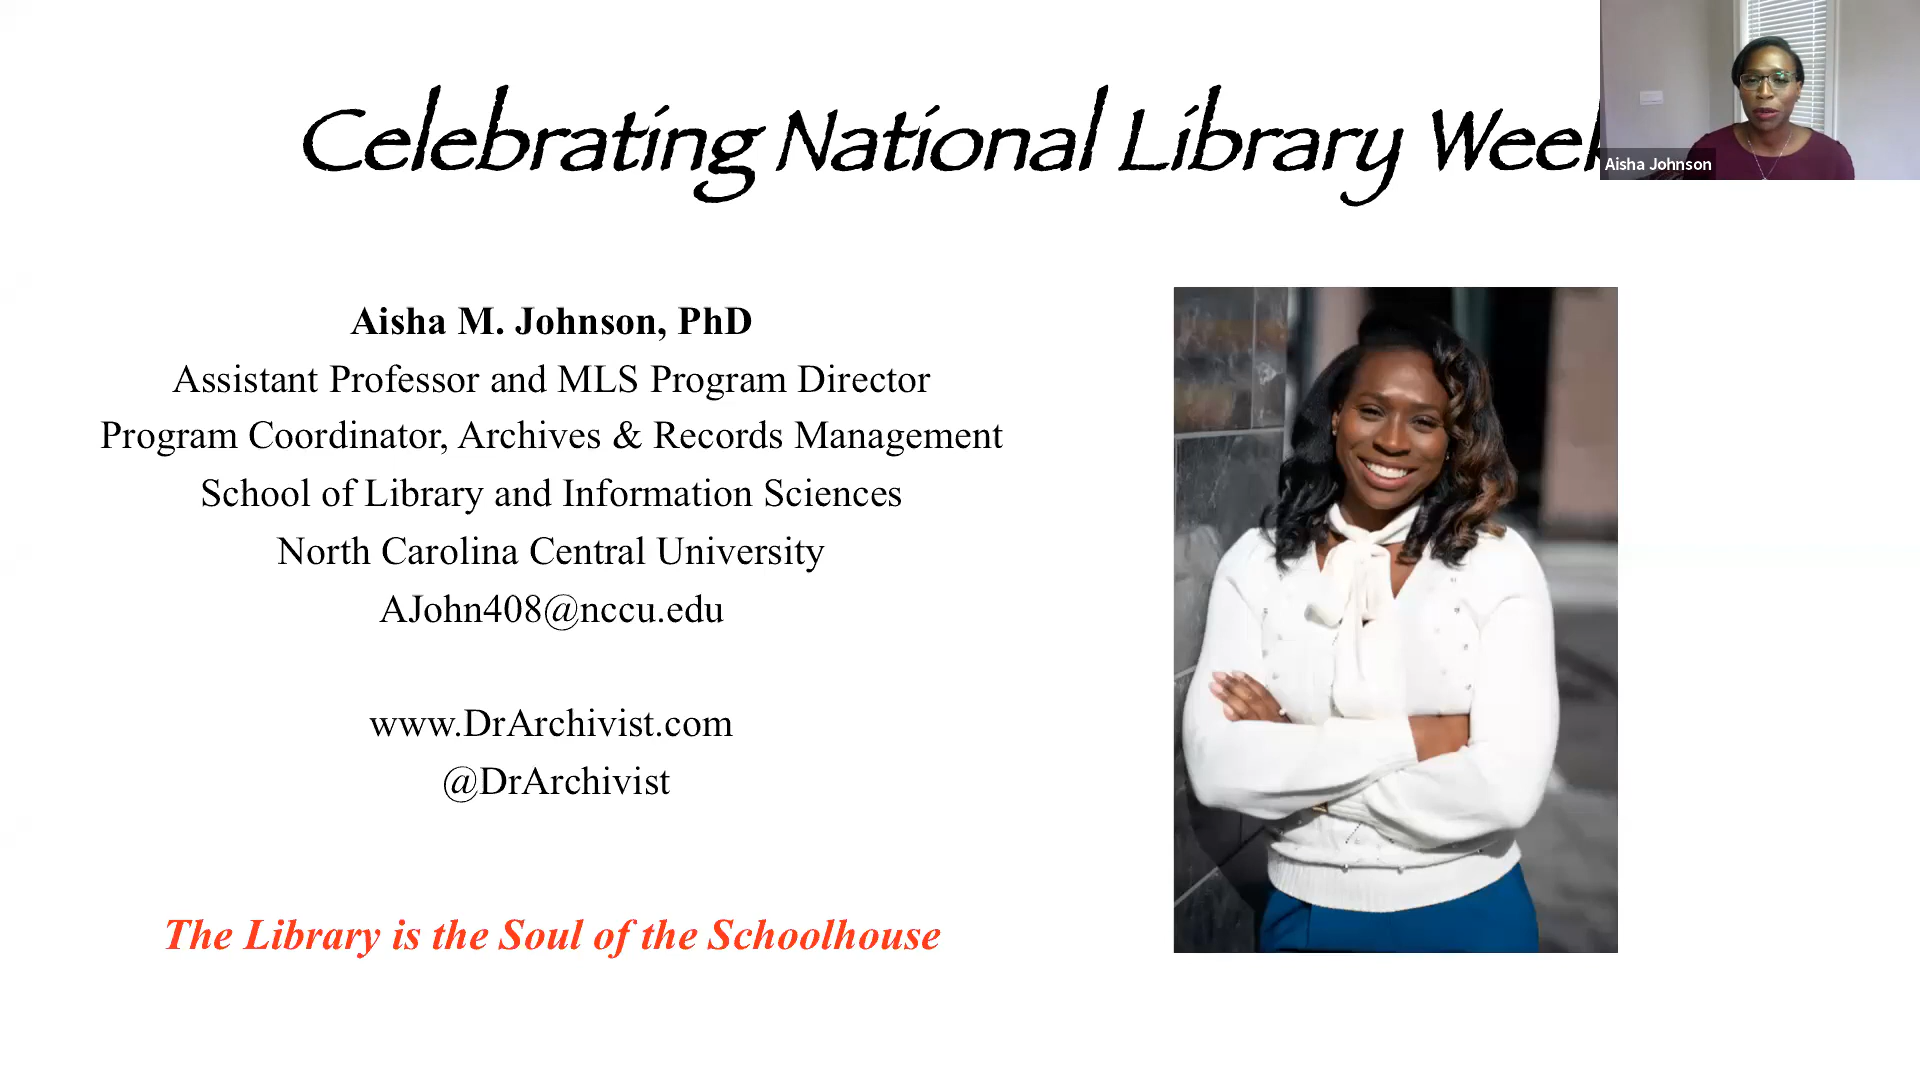 Celebrating National Library Week
Aisha Johnson
Aisha M. Johnson, PhD
Assistant Professor and MLS Program Director
Program Coordinator, Archives & Records Management
School of Library and Information Sciences
North Carolina Central University
AJohn408@nccu.edu
www.DrArchivist.com
@DrArchivist
The Library is the Soul of the Schoolhouse